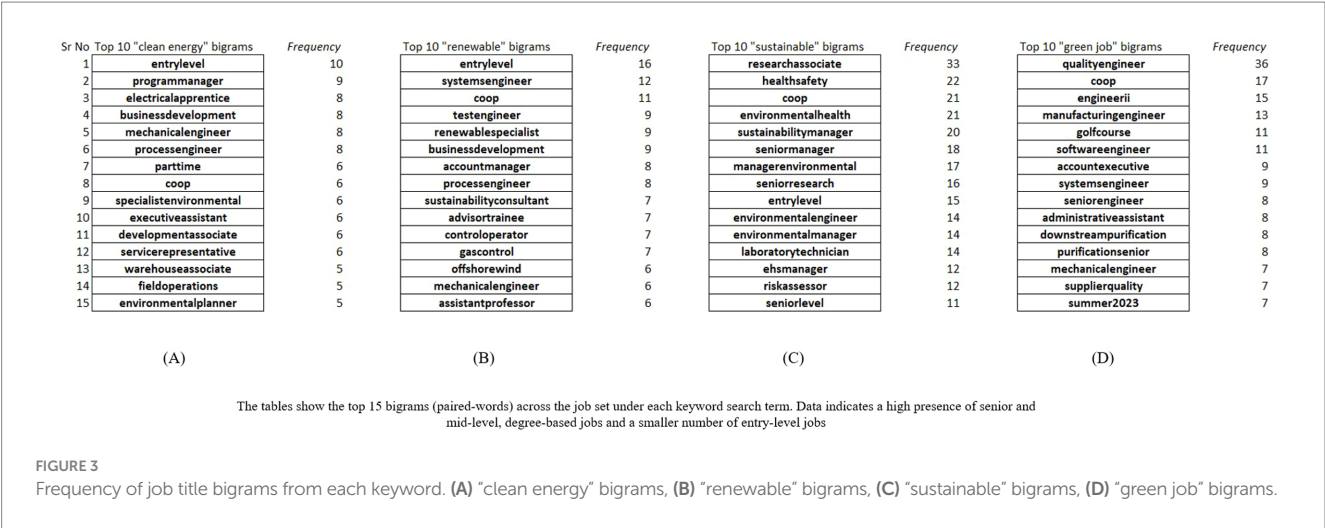 Sr No Top 10 "clean energy" bigrams Frequency Top 10 "renewable" bigrams Frequency Top 10 "sustainable" bigrams Frequency Top 10 "green job" bigrams Frequency
1 entrylevel 10 entrylevel 16 researchassociate 33 qualityengineer 36
2 programmanager 9 systemsengineer 12 healthsafety 22 coop 17
3 electricalapprentice 8 coop 11 coop 21 engineerii 15
4 businessdevelopment 8 testengineer 9 environmentalhealth 21 manufacturingengineer 13
5 mechanicalengineer 8 renewablespecialist 9 sustainabilitymanager 20 golfcourse 11
6 processengineer 8 businessdevelopment 9 seniormanager 18 softwareengineer 11
7 parttime 6 accountmanager 8 managerenvironmental 17 accountexecutive 9
8 coop 6 processengineer 8 seniorresearch 16 systemsengineer 9
9 specialistenvironmental 6 sustainabilityconsultant 7 entrylevel 15 seniorengineer 8
10 executiveassistant 6 advisortrainee 7 environmentalengineer 14 administrativeassistant 8
11 developmentassociate 6 controloperator 7 environmentalmanager 14 downstreampurification 8
12 servicerepresentative 6 gascontrol 7 laboratorytechnician 14 purificationsenior 8
13 warehouseassociate 5 offshorewind 6 ehsmanager 12 mechanicalengineer 7
14 fieldoperations 5 mechanicalengineer 6 riskassessor 12 supplierquality 7
15 environmentalplanner 5 assistantprofessor 6 seniorlevel 11 summer2023 7
(A) (B) (C) (D)
The tables show the top 15 bigrams (paired-words) across the job set under each keyword search term. Data indicates a high presence of senior and
mid-level, degree-based jobs and a smaller number of entry-level jobs
FIGURE 3
Frequency of job title bigrams from each keyword. (A) “clean energy” bigrams, (B) “renewable” bigrams, (C) “sustainable” bigrams, (D) “green job” bigrams.